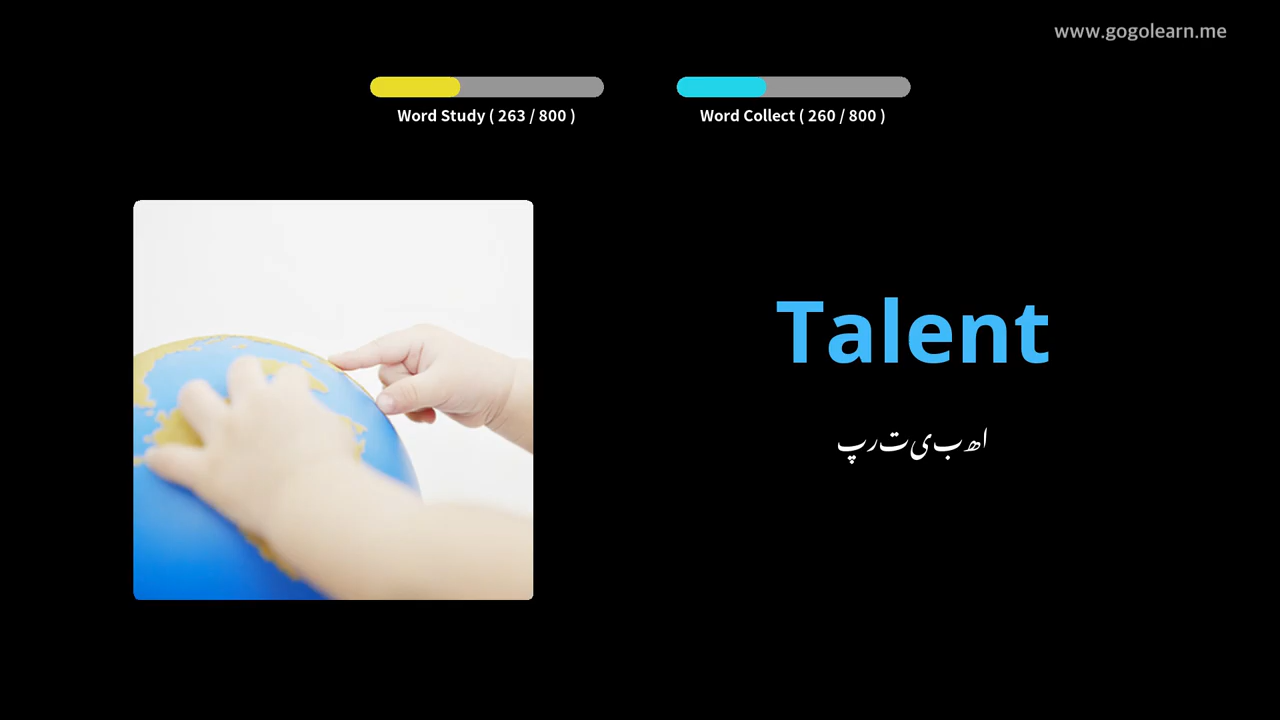 www.gogolearn.me
Word Study ( 263 / 800 )
Word Collect ( 260 / 800 )
Talent
پرتیبھا